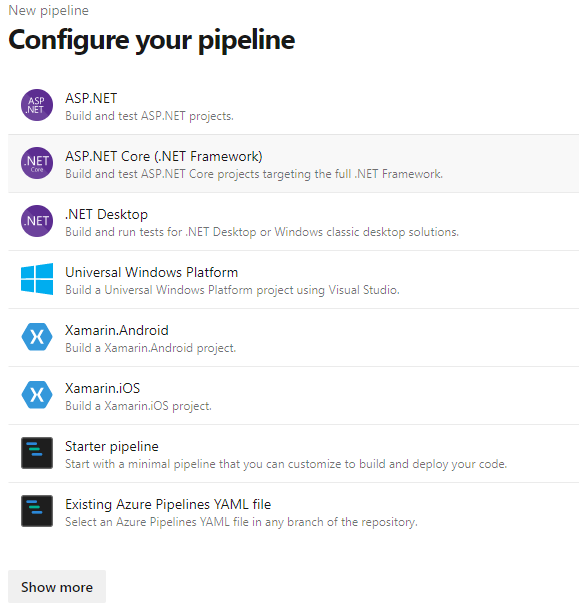 New pipeline
Configure your pipeline
ASP
.NET
ASP.NET
Build and test ASP.NET projects.
.NET
Core
ASP.NET Core (.NET Framework)
Build and test ASP.NET Core projects targeting the full .NET Framework.
.NET
.NET Desktop
Build and run tests for .NET Desktop or Windows classic desktop solutions.
Universal Windows Platform
Build a Universal Windows Platform project using Visual Studio.
Xamarin.Android
Build a Xamarin.Android project.
Xamarin.iOS
Build a Xamarin.iOS project.
Starter pipeline
Start with a minimal pipeline that you can customize to build and deploy your code.
Existing Azure Pipelines YAML file
Select an Azure Pipelines YAML file in any branch of the repository.
Show more